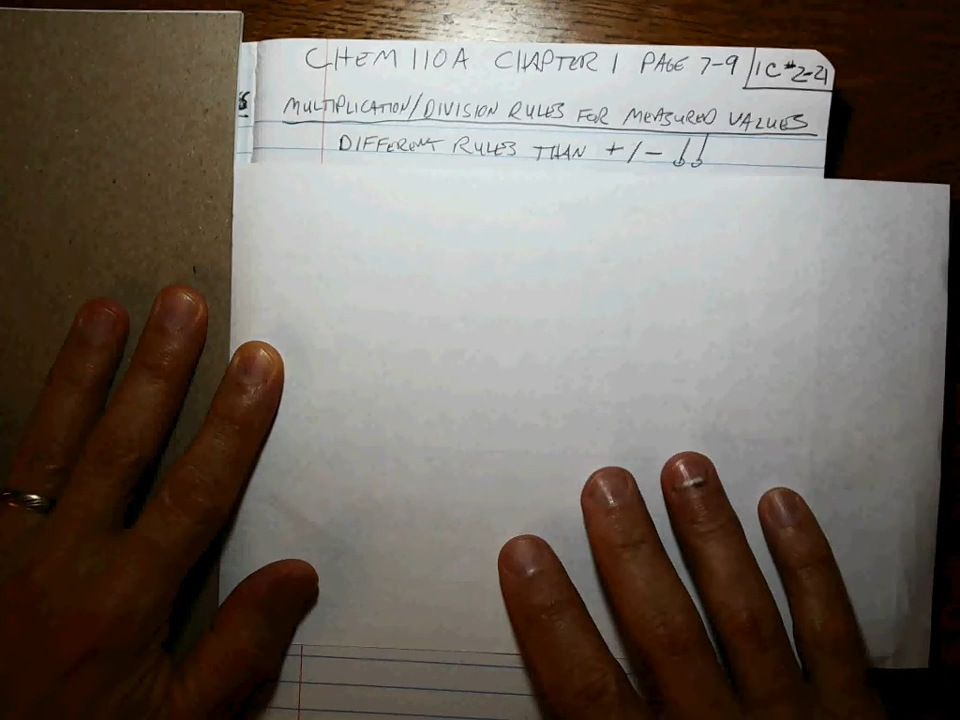 CHEM 110A CHAPTER 1 PAGE 7-9 1C#2-21
MULTIPLICATION/DIVISION RULES FOR MEASURED VALUES
DIFFERENT RULES THAN +/-